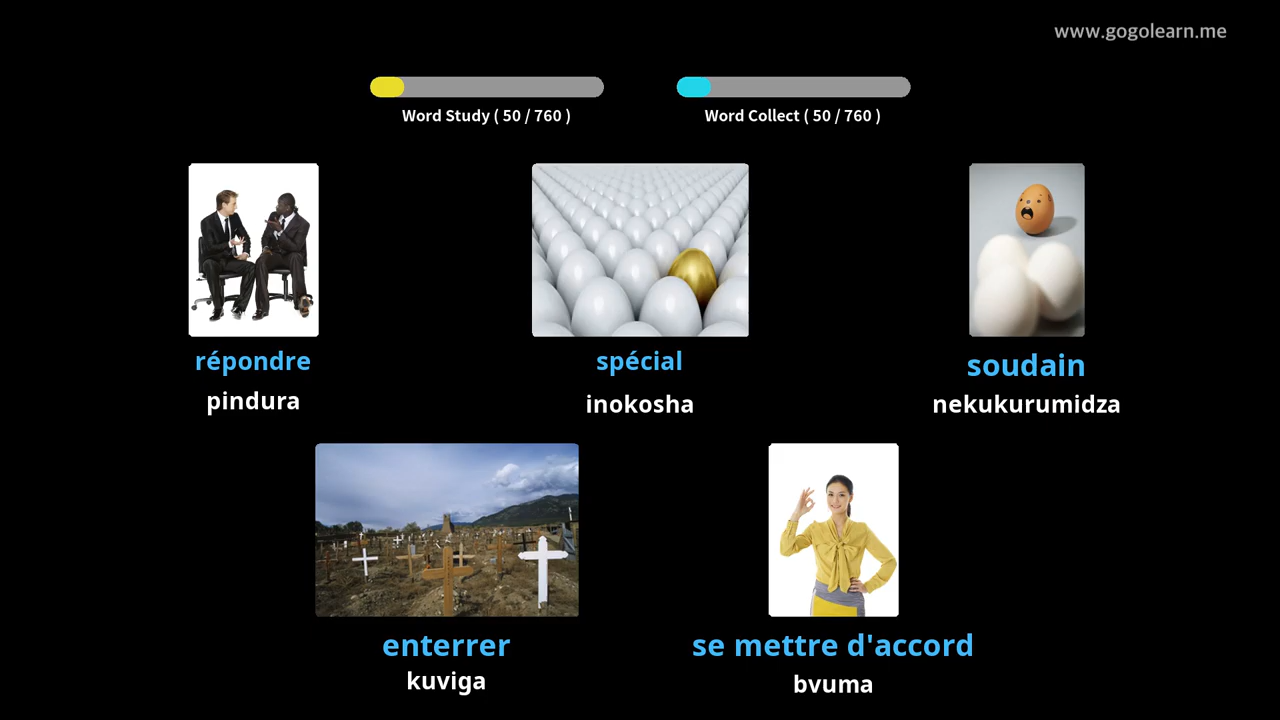 www.gogolearn.me
Word Study ( 50 / 760 )
Word Collect ( 50 / 760 )
répondre
pindura
spécial
inokosha
soudain
nekukurumidza
enterrer
kuviga
se mettre d'accord
bvuma